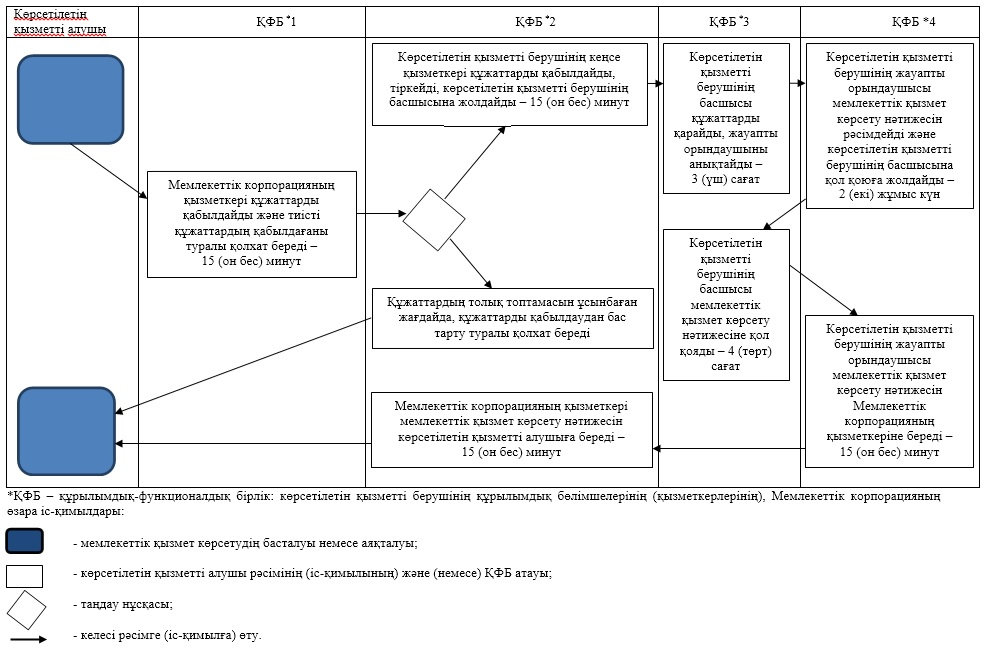 Көрсетілетін
қызметті алушы
ҚФБ *1
ҚФБ *2
ҚФБ *3
ҚФБ *4
Мемлекеттік корпорацияның
қызметкері құжаттарды
қабылдайды және тиісті
құжаттардың қабылдағаны
туралы қолхат береді –
15 (он бес) минут
Көрсетілетін қызметті берушінің кеңсе
қызметкері құжаттарды қабылдайды,
тіркейді, көрсетілетін қызметті берушінің
басшысына жолдайды – 15 (он бес) минут
Құжаттардың толық топтамасын ұсынбаған
жағдайда, құжаттарды қабылдаудан бас
тарту туралы қолхат береді
Мемлекеттік корпорацияның қызметкері
мемлекеттік қызмет көрсету нәтижесін
көрсетілетін қызметті алушыға береді –
15 (он бес) минут
Көрсетілетін
қызметті
берушінің
басшысы
құжаттарды
қарайды, жауапты
орындаушыны
анықтайды –
3 (үш) сағат
Көрсетілетін
қызметті
берушінің
басшысы
мемлекеттік
қызмет көрсету
нәтижесіне қол
қояды – 4 (төрт)
сағат
Көрсетілетін қызметті
берушінің жауапты
орындаушысы
мемлекеттік қызмет
көрсету нәтижесін
рәсімдейді және
көрсетілетін қызметті
берушінің басшысына
қол қоюға жолдайды –
2 (екі) жұмыс күн
Көрсетілетін қызметті
берушінің жауапты
орындаушысы
мемлекеттік қызмет
көрсету нәтижесін
Мемлекеттік
корпорацияның
қызметкеріне береді –
15 (он бес) минут
*ҚФБ – құрылымдық-функционалдық бірлік: көрсетілетін қызметті берушінің құрылымдық бөлімшелерінің (қызметкерлерінің), Мемлекеттік корпорацияның
өзара іс-қимылдары:
- мемлекеттік қызмет көрсетудің басталуы немесе аяқталуы;
- көрсетілетін қызметті алушы рәсімінің (іс-қимылының) және (немесе) ҚФБ атауы;
- таңдау нұсқасы;
- келесі рәсімге (іс-қимылға) өту.